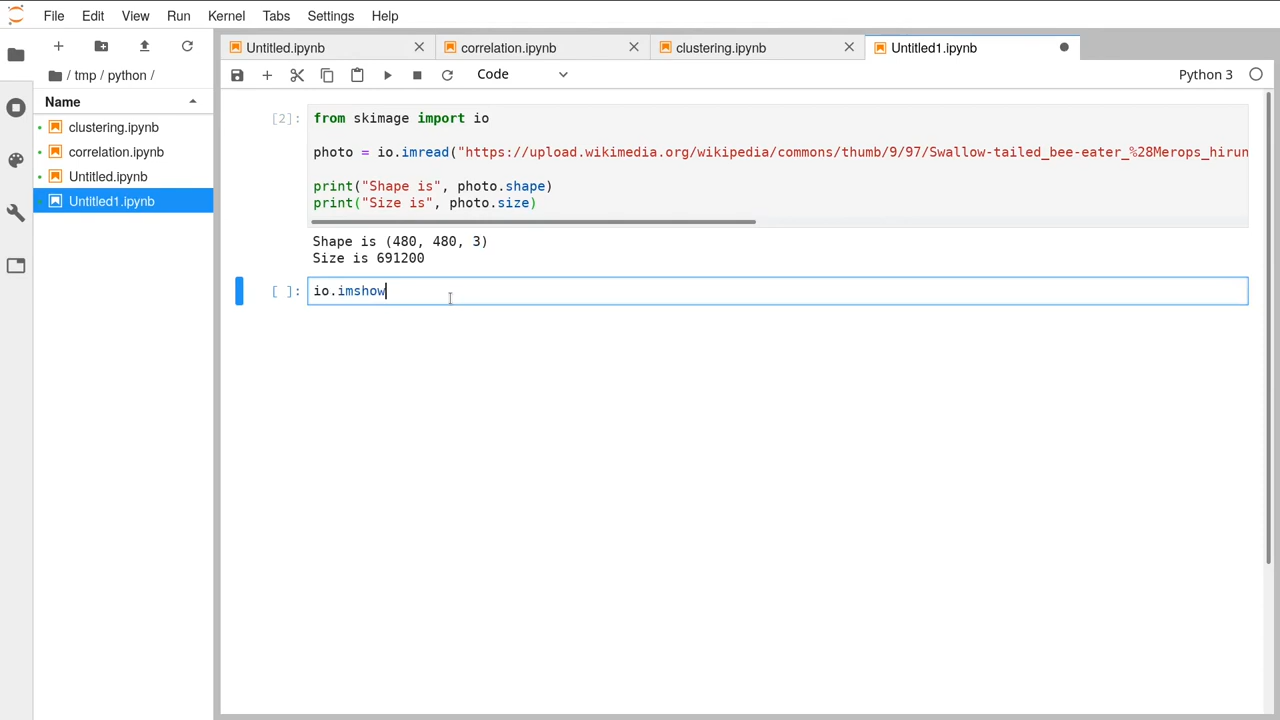 File Edit View Run Kernel Tabs Settings Help
/ tmp / python /
Name
clustering.ipynb
correlation.ipynb
Untitled.ipynb
Untitled1.ipynb
Untitled.ipynb correlation.ipynb clustering.ipynb Untitled1.ipynb
Code Python 3
[2]: from skimage import io
photo = io.imread("https://upload.wikimedia.org/wikipedia/commons/thumb/9/97/Swallow-tailed_bee-eater_%28Merops_hirun
print("Shape is", photo.shape)
print("Size is", photo.size)
Shape is (480, 480, 3)
Size is 691200
[ ]: io.imshow